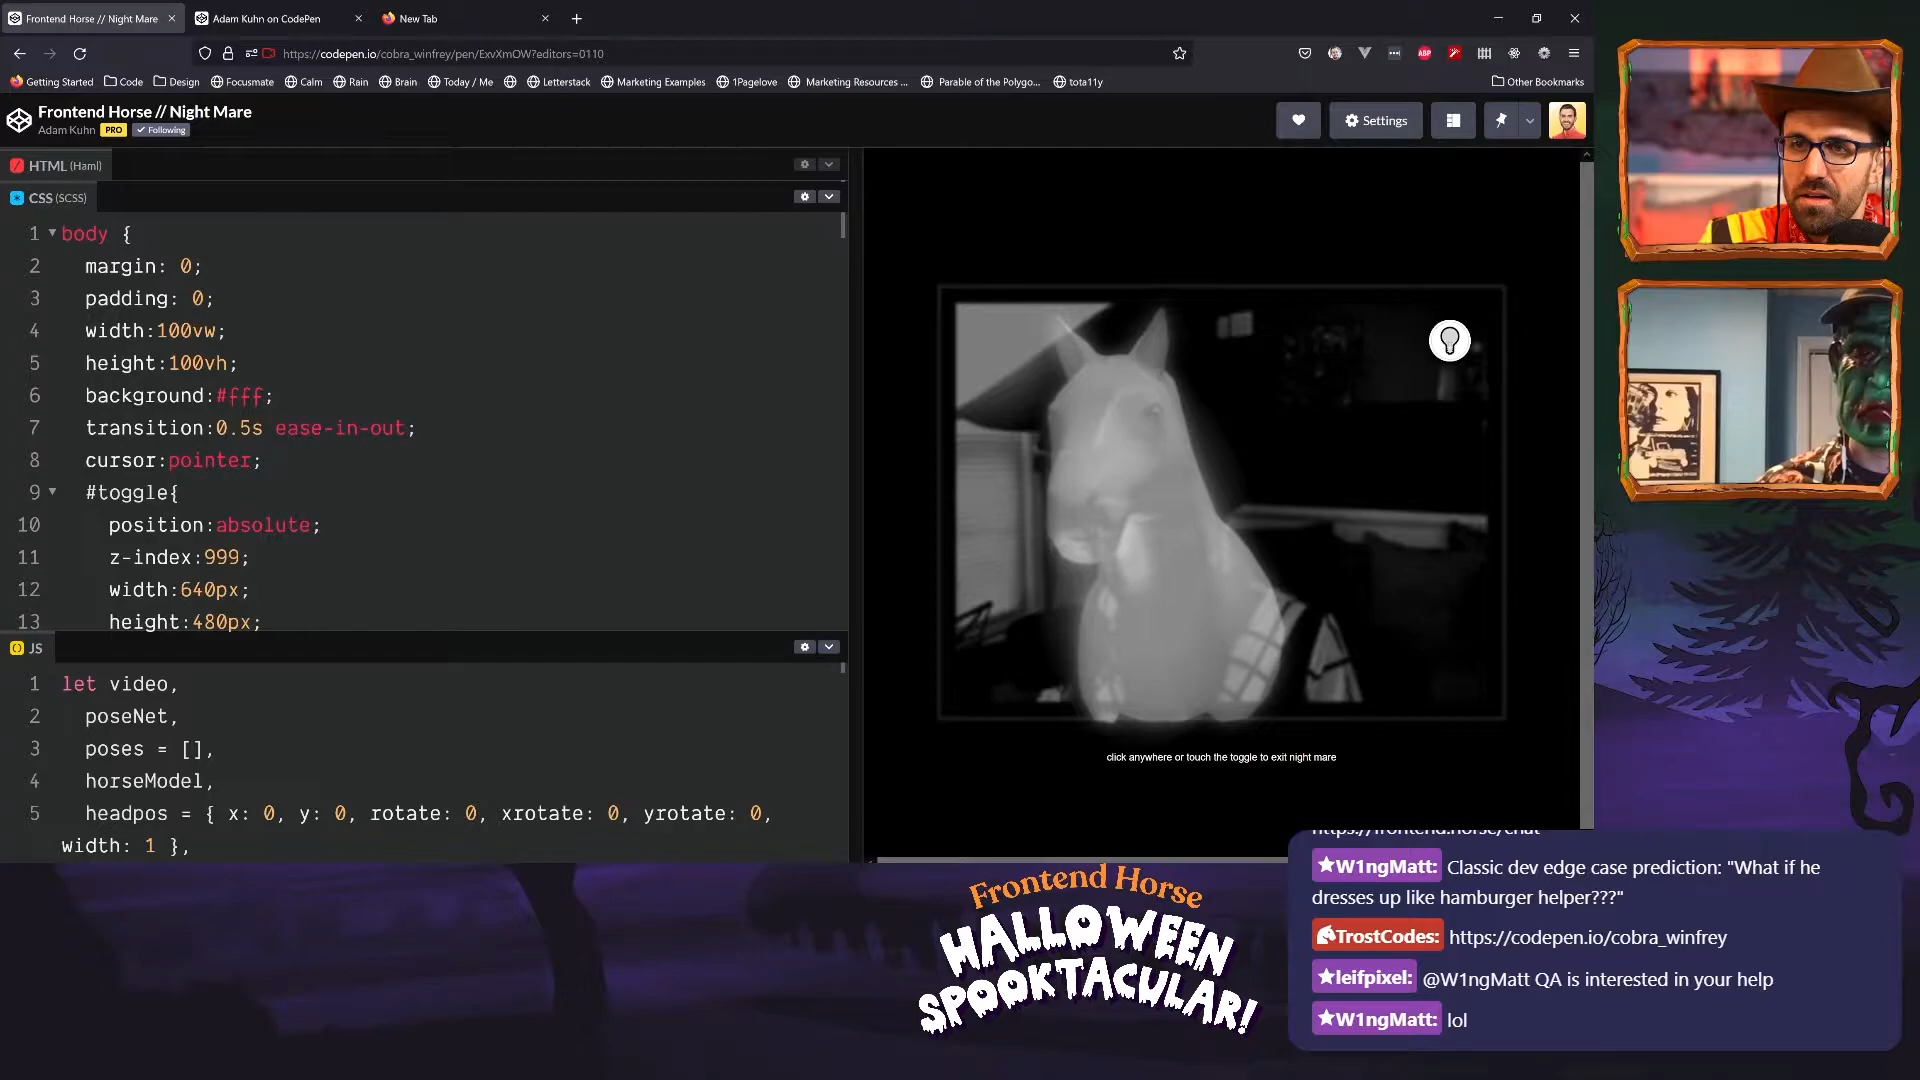 Frontend Horse // Night Mare
Adam Kuhn on CodePen
New Tab
https://codepen.io/cobra_winfrey/pen/ExvXmOW?editors=0110
Getting Started
Code
Design
Focusmate
Calm
Rain
Brain
Today / Me
Letterstack
Marketing Examples
1Pagelove
Marketing Resources ...
Parable of the Polygo...
tota11y
Other Bookmarks
ABP
Frontend Horse // Night Mare
Adam Kuhn PRO ✓ Following
Settings
HTML (Haml)
CSS (SCSS)
1 body {
2 margin: 0;
3 padding: 0;
4 width:100vw;
5 height:100vh;
6 background:#fff;
7 transition:0.5s ease-in-out;
8 cursor:pointer;
9 #toggle{
10 position:absolute;
11 z-index:999;
12 width:640px;
13 height:480px;
JS
1 let video,
2 poseNet,
3 poses = [],
4 horseModel,
5 headpos = { x: 0, y: 0, rotate: 0, xrotate: 0, yrotate: 0,
width: 1 },
click anywhere or touch the toggle to exit night mare
Frontend Horse
HALLOWEEN
SPOOKTACULAR!
https://frontend.horse/chat
W1ngMatt: Classic dev edge case prediction: "What if he
dresses up like hamburger helper???"
TrostCodes: https://codepen.io/cobra_winfrey
leifpixel: @W1ngMatt QA is interested in your help
W1ngMatt: lol